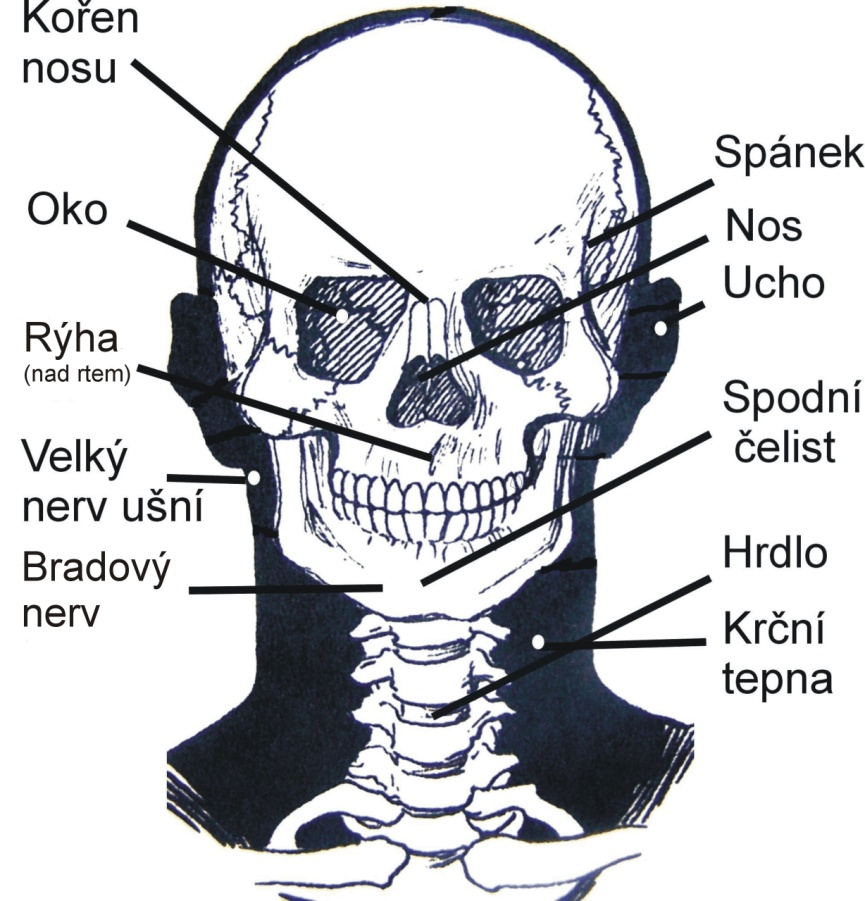 Kořen
nosu
Oko
Rýha
(nad rtem)
Velký
nerv ušní
Bradový
nerv
Spánek
Nos
Ucho
Spodní
čelist
Hrdlo
Krční
tepna